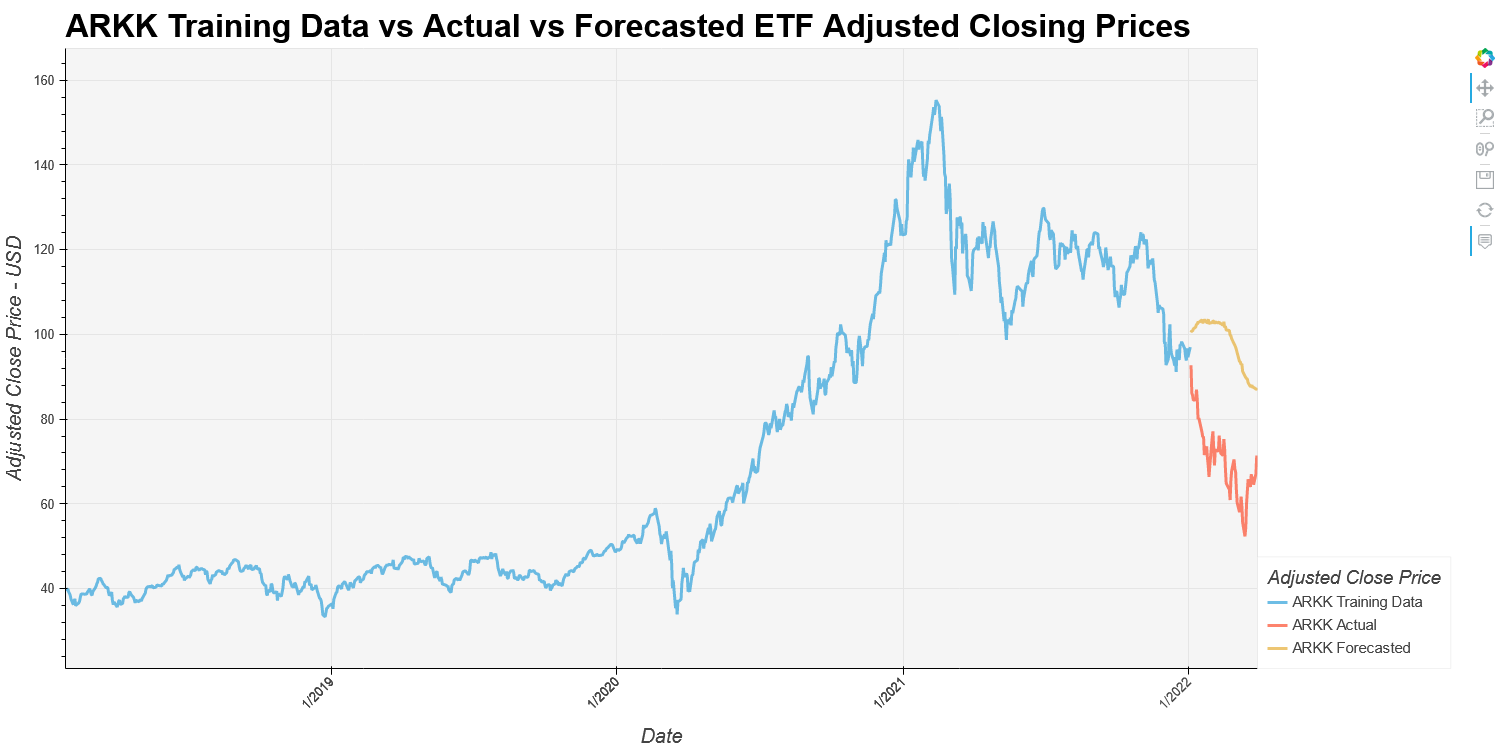 ARKK Training Data vs Actual vs Forecasted ETF Adjusted Closing Prices
Adjusted Close Price - USD
160
140
120
100
80
60
40
1/2019
1/2020
1/2021
1/2022
Date
Adjusted Close Price
ARKK Training Data
ARKK Actual
ARKK Forecasted